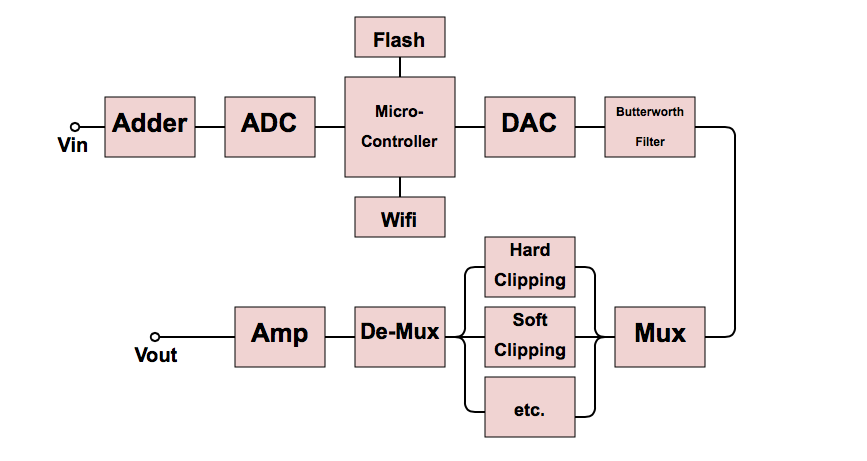 Flash
Vin
Adder
ADC
Micro-
Controller
DAC
Butterworth
Filter
Wifi
Vout
Amp
De-Mux
Hard
Clipping
Soft
Clipping
etc.
Mux